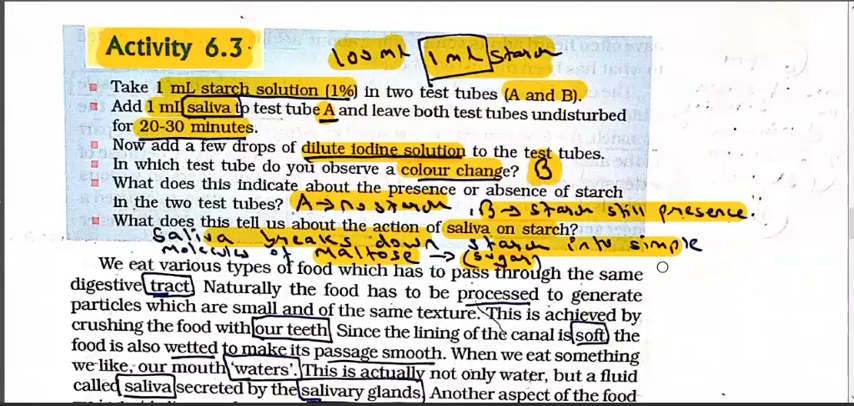 Activity 6.3
100 mL 1 mL starch
Take 1 mL starch solution (1%) in two test tubes (A and B).
Add 1 mL saliva to test tube A and leave both test tubes undisturbed
for 20-30 minutes.
Now add a few drops of dilute iodine solution to the test tubes.
In which test tube do you observe a colour change? B
What does this indicate about the presence or absence of starch
in the two test tubes? A → no starch, B → starch still presence.
What does this tell us about the action of saliva on starch?
Saliva breaks down starch into simple
molecules of maltose → (sugar)
We eat various types of food which has to pass through the same
digestive tract. Naturally the food has to be processed to generate
particles which are small and of the same texture. This is achieved by
crushing the food with our teeth. Since the lining of the canal is soft, the
food is also wetted to make its passage smooth. When we eat something
we like, our mouth 'waters'. This is actually not only water, but a fluid
called saliva secreted by the salivary glands. Another aspect of the food